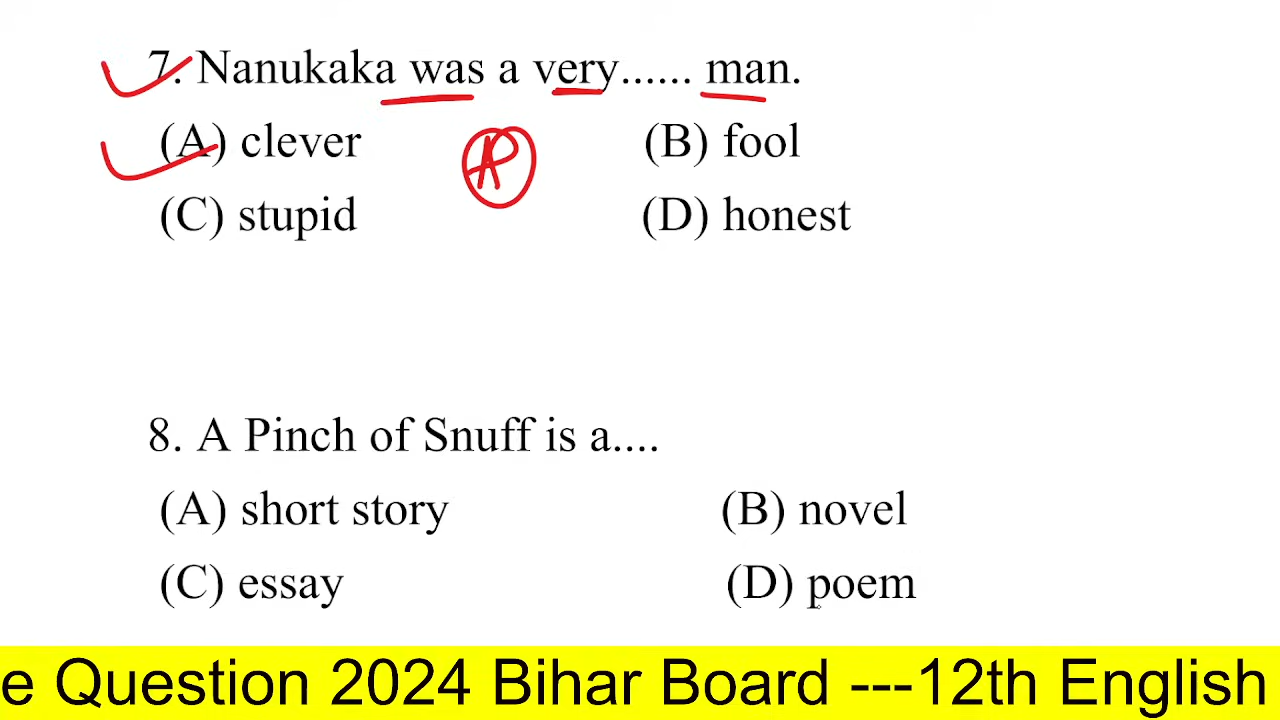 7. Nanukaka was a very...... man.
(A) clever (B) fool
(C) stupid (D) honest
A
8. A Pinch of Snuff is a....
(A) short story (B) novel
(C) essay (D) poem
e Question 2024 Bihar Board ---12th English